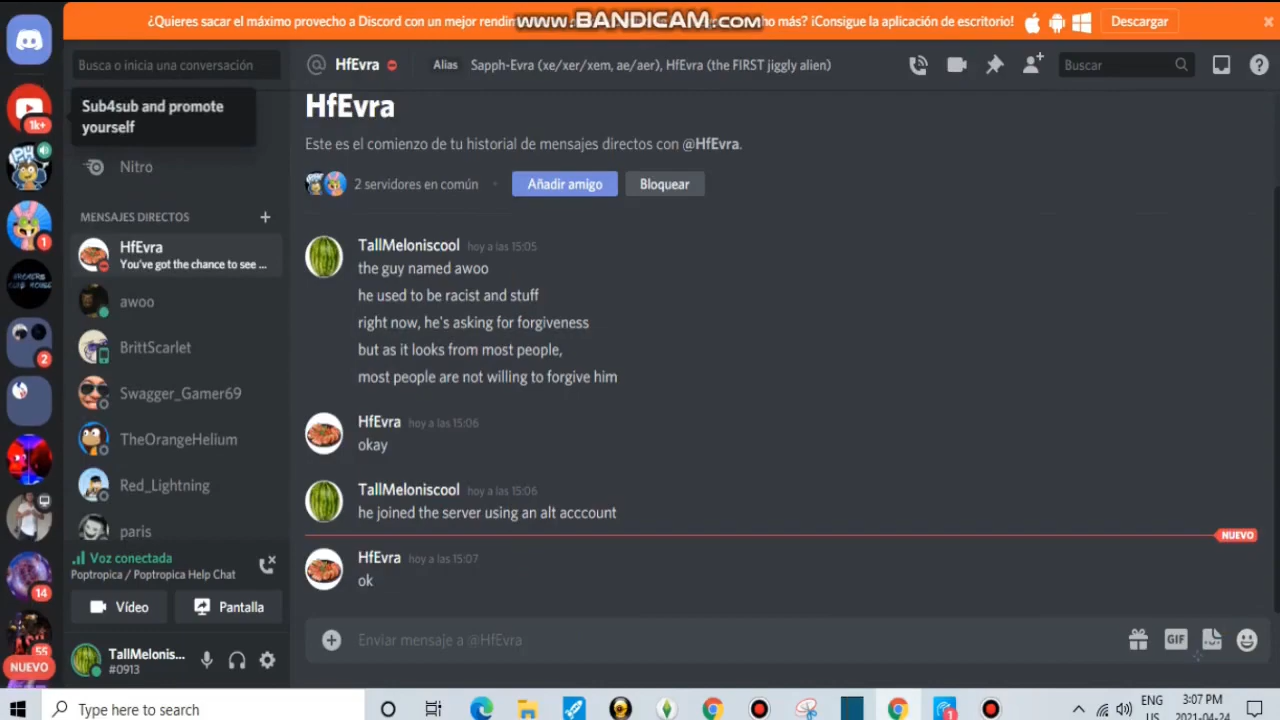 ¿Quieres sacar el máximo provecho a Discord con un mejor rendim
www.BANDICAM.com
ho más? ¡Consigue la aplicación de escritorio!
Descargar
Busca o inicia una conversación
HfEvra
Alias
Sapph-Evra (xe/xer/xem, ae/aer), HfEvra (the FIRST jiggly alien)
Buscar
Sub4sub and promote
yourself
1k+
Nitro
MENSAJES DIRECTOS
HfEvra
You've got the chance to see ...
awoo
BrittScarlet
Swagger_Gamer69
TheOrangeHelium
Red_Lightning
paris
1
2
14
55
NUEVO
Voz conectada
Poptropica / Poptropica Help Chat
Vídeo
Pantalla
TallMelonis...
#0913
HfEvra
Este es el comienzo de tu historial de mensajes directos con @HfEvra.
2 servidores en común
Añadir amigo
Bloquear
TallMeloniscool hoy a las 15:05
the guy named awoo
he used to be racist and stuff
right now, he's asking for forgiveness
but as it looks from most people,
most people are not willing to forgive him
HfEvra hoy a las 15:06
okay
TallMeloniscool hoy a las 15:06
he joined the server using an alt acccount
NUEVO
HfEvra hoy a las 15:07
ok
Enviar mensaje a @HfEvra
GIF
Type here to search
1
ENG
US
3:07 PM
2021-04-24